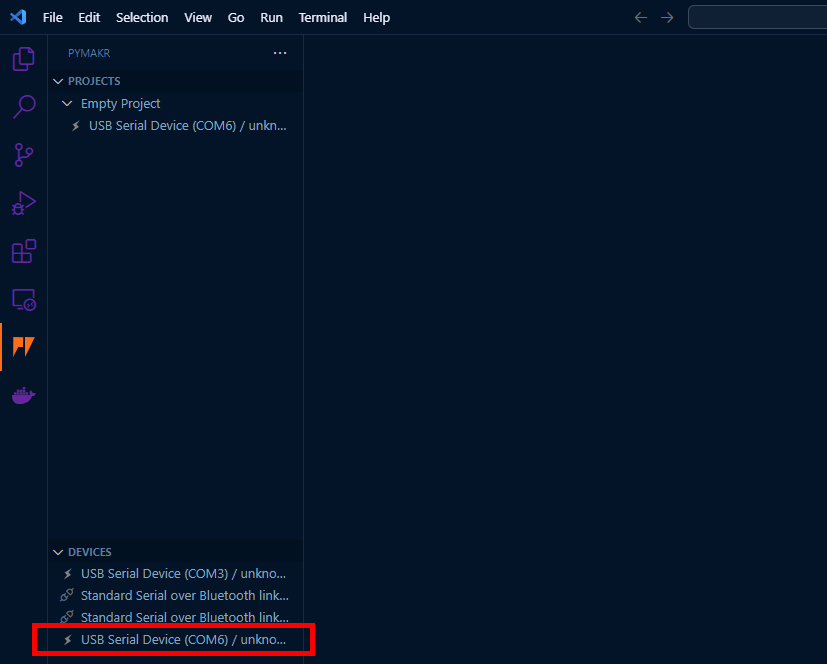 File Edit Selection View Go Run Terminal Help
PYMAKR
PROJECTS
Empty Project
USB Serial Device (COM6) / unkn...
DEVICES
USB Serial Device (COM3) / unkno...
Standard Serial over Bluetooth link...
Standard Serial over Bluetooth link...
USB Serial Device (COM6) / unkno...